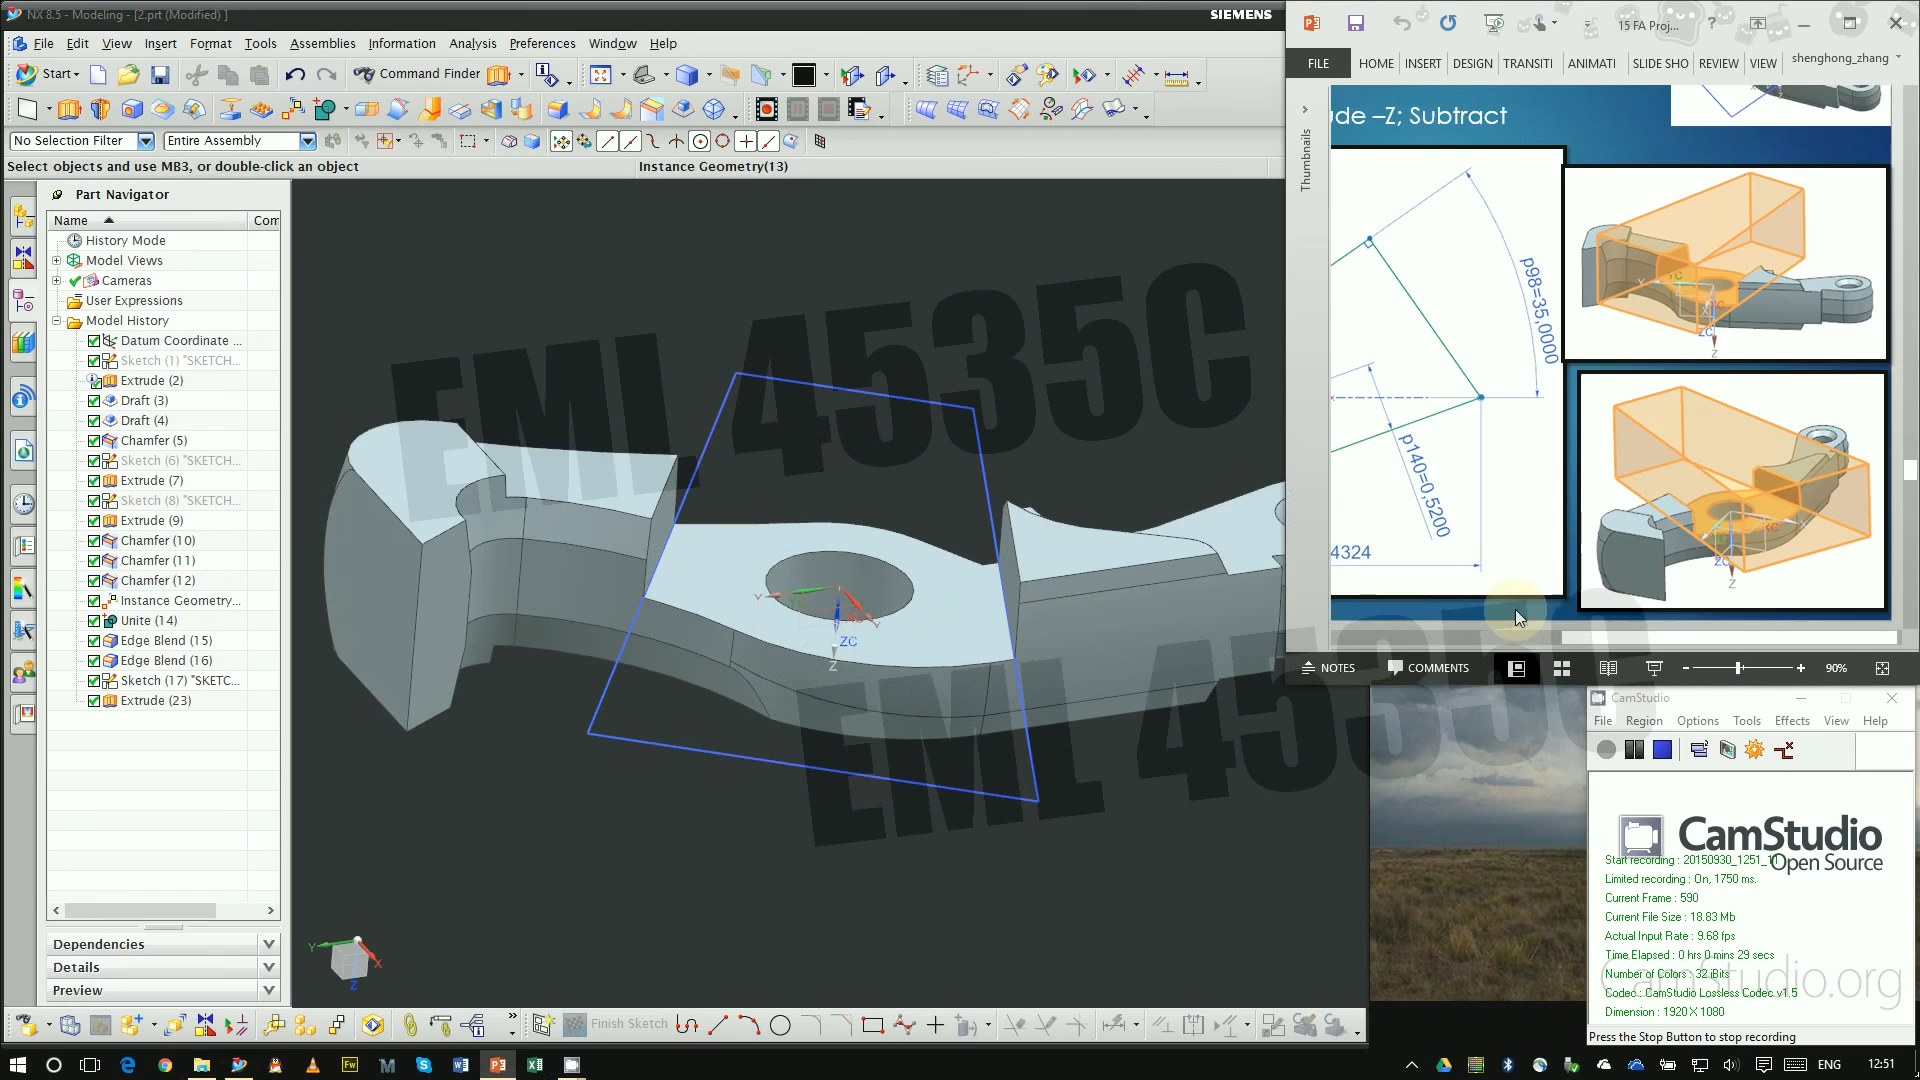 NX 8.5 - Modeling - [2.prt (Modified) ]
SIEMENS
File Edit View Insert Format Tools Assemblies Information Analysis Preferences Window Help
Start Command Finder
No Selection Filter Entire Assembly
Select objects and use MB3, or double-click an object
Instance Geometry(13)
Part Navigator
Name Com
History Mode
Model Views
Cameras
User Expressions
Model History
Datum Coordinate ...
Sketch (1) "SKETCH...
Extrude (2)
Draft (3)
Draft (4)
Chamfer (5)
Sketch (6) "SKETCH...
Extrude (7)
Sketch (8) "SKETCH...
Extrude (9)
Chamfer (10)
Chamfer (11)
Chamfer (12)
Instance Geometry...
Unite (14)
Edge Blend (15)
Edge Blend (16)
Sketch (17) "SKETC...
Extrude (23)
Dependencies
Details
Preview
EML 4535C
EML 4535C
ZC
Z
Y
X
Z
Finish Sketch
15 FA Proj...
FILE HOME INSERT DESIGN TRANSITI ANIMATI SLIDE SHO REVIEW VIEW shenghong_zhang
Thumbnails
ude –Z; Subtract
p98=35,0000
p140=0,5200
4324
ZC
Z
ZC
Z
NOTES COMMENTS 90%
CamStudio
File Region Options Tools Effects View Help
CamStudio
Open Source
Start recording : 20150930_1251_11
Limited recording : On, 1750 ms.
Current Frame : 590
Current File Size : 18.83 Mb
Actual Input Rate : 9.68 fps
Time Elapsed : 0 hrs 0 mins 29 secs
Number of Colors : 32 iBits
Codec : CamStudio Lossless Codec v1.5
Dimension : 1920 X 1080
CamStudio.org
Press the Stop Button to stop recording
Fw
ENG 12:51